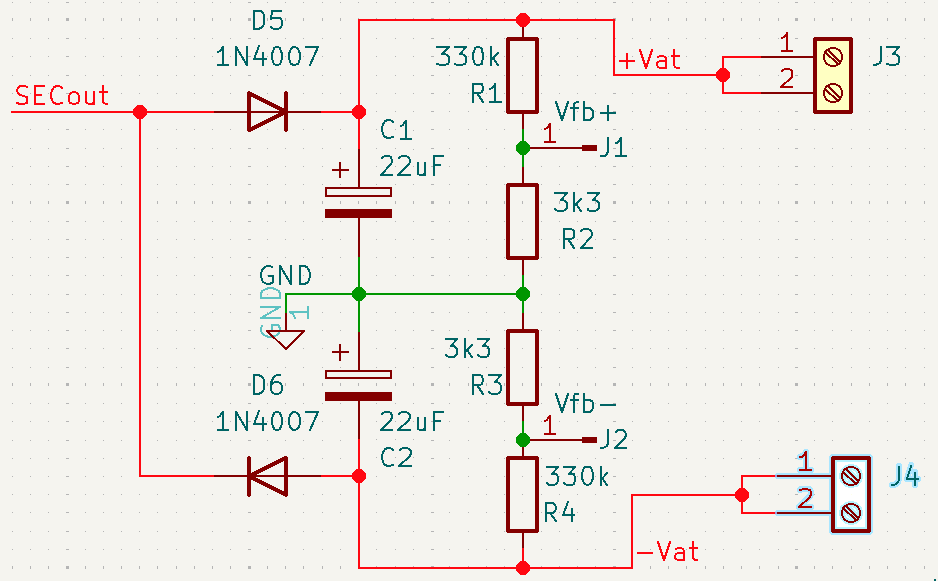 D5
1N4007
SECout
330k
R1
+Vat
1
2
J3
Vfb+
1
J1
C1
+
22uF
3k3
R2
GND
GND
1
+
3k3
R3
D6
1N4007
22uF
C2
Vfb-
1
J2
330k
R4
1
2
J4
-Vat